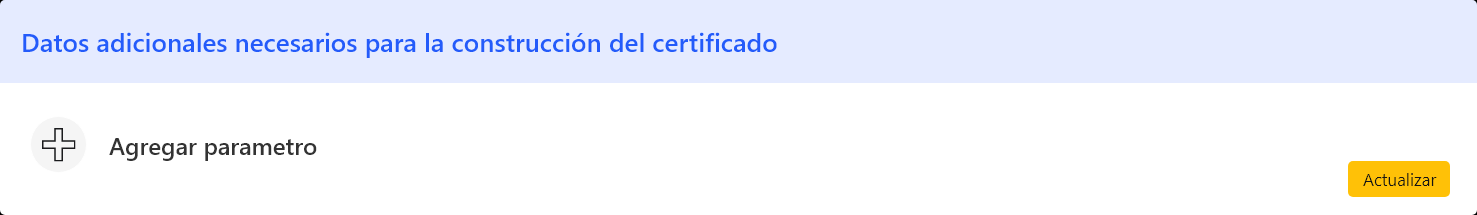 Datos adicionales necesarios para la construcción del certificado
Agregar parametro
Actualizar